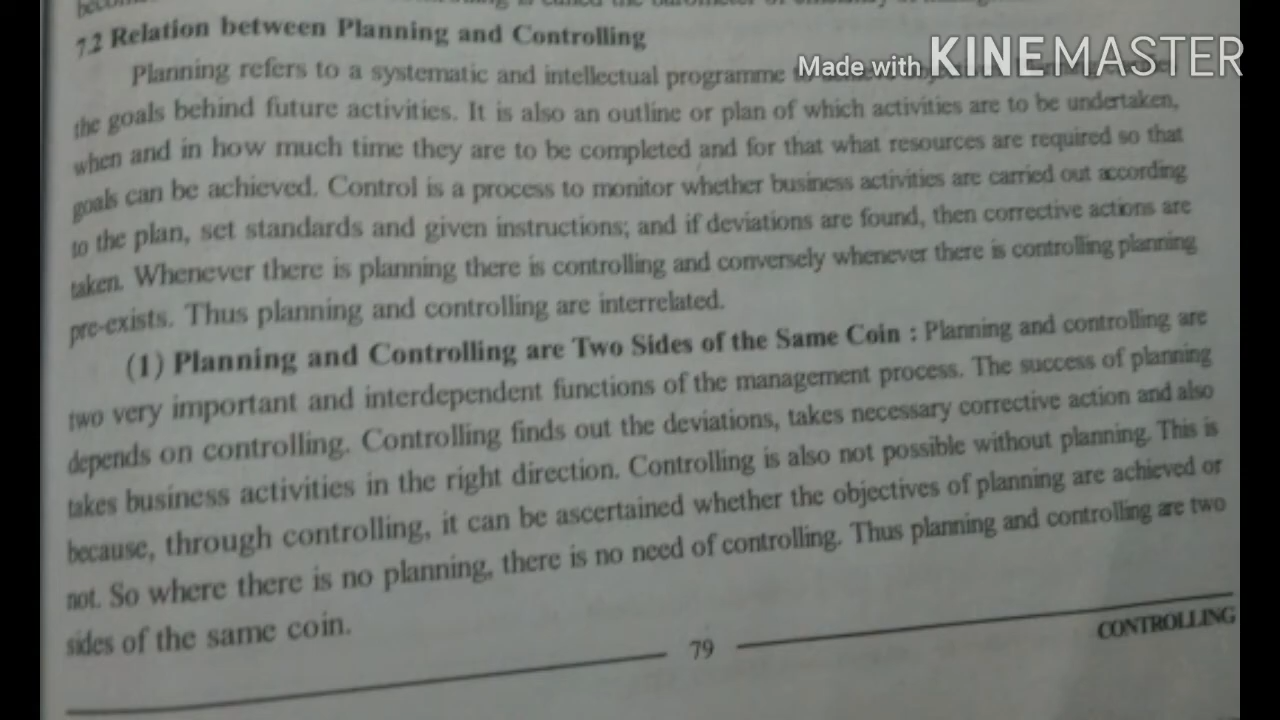 7.2 Relation between Planning and Controlling
Planning refers to a systematic and intellectual programme
Made with KINEMASTER
the goals behind future activities. It is also an outline or plan of which activities are to be undertaken,
when and in how much time they are to be completed and for that what resources are required so that
goals can be achieved. Control is a process to monitor whether business activities are carried out according
to the plan, set standards and given instructions; and if deviations are found, then corrective actions are
taken. Whenever there is planning there is controlling and conversely whenever there is controlling planning
pre-exists. Thus planning and controlling are interrelated.
(1) Planning and Controlling are Two Sides of the Same Coin : Planning and controlling are
two very important and interdependent functions of the management process. The success of planning
depends on controlling. Controlling finds out the deviations, takes necessary corrective action and also
takes business activities in the right direction. Controlling is also not possible without planning. This is
because, through controlling, it can be ascertained whether the objectives of planning are achieved or
not. So where there is no planning, there is no need of controlling. Thus planning and controlling are two
sides of the same coin.
79
CONTROLLING